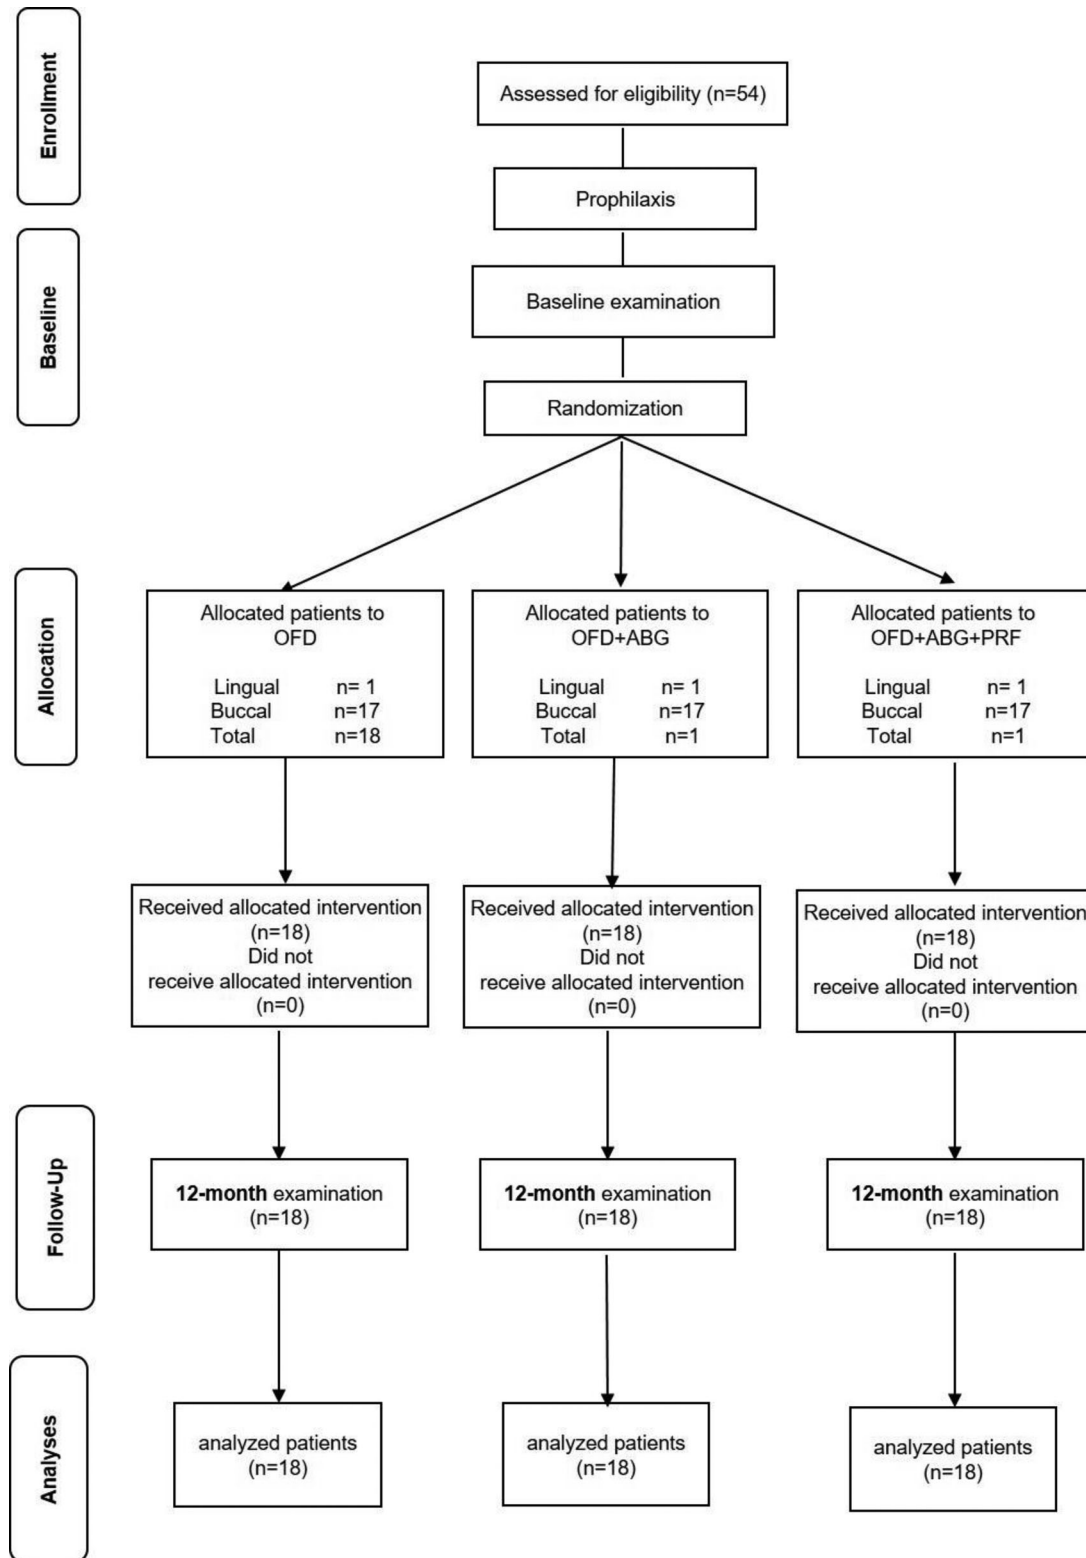 Enrollment
Assessed for eligibility (n=54)
Prophilaxis
Baseline
Baseline examination
Randomization
Allocation
Allocated patients to
OFD
Lingual n= 1
Buccal n=17
Total n=18
Allocated patients to
OFD+ABG
Lingual n= 1
Buccal n=17
Total n=1
Allocated patients to
OFD+ABG+PRF
Lingual n= 1
Buccal n=17
Total n=1
Received allocated intervention
(n=18)
Did not
receive allocated intervention
(n=0)
Received allocated intervention
(n=18)
Did not
receive allocated intervention
(n=0)
Received allocated intervention
(n=18)
Did not
receive allocated intervention
(n=0)
Follow-Up
12-month examination
(n=18)
12-month examination
(n=18)
12-month examination
(n=18)
Analyses
analyzed patients
(n=18)
analyzed patients
(n=18)
analyzed patients
(n=18)